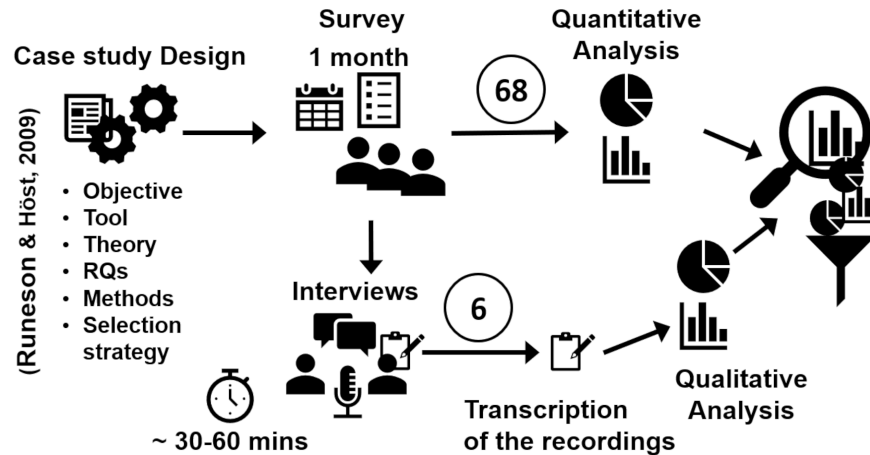 Case study Design
(Runeson & Höst, 2009)
• Objective
• Tool
• Theory
• RQs
• Methods
• Selection
strategy
Survey
1 month
68
Quantitative
Analysis
Interviews
~ 30-60 mins
6
Transcription
of the recordings
Qualitative
Analysis